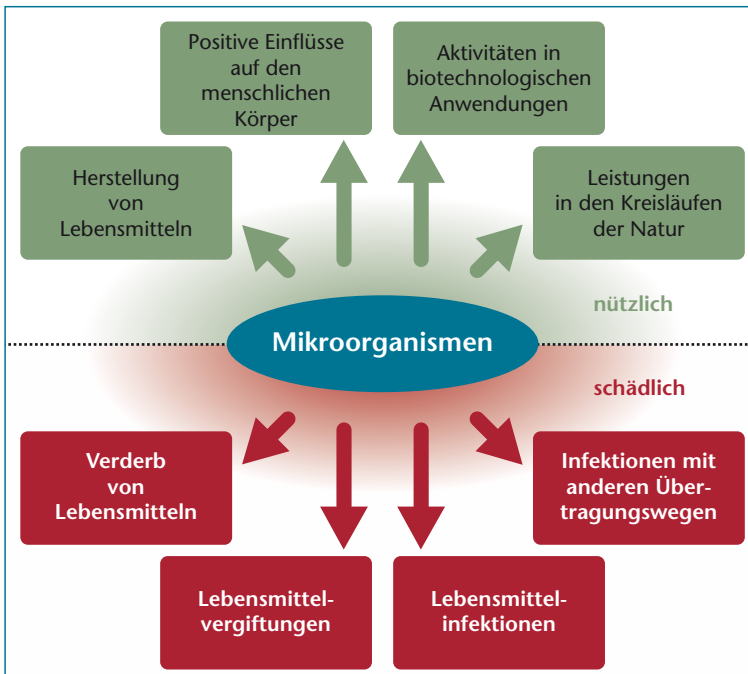 Positive Einflüsse
auf den
menschlichen
Körper
Aktivitäten in
biotechnologischen
Anwendungen
Herstellung
von
Lebensmitteln
Leistungen
in den Kreisläufen
der Natur
nützlich
Mikroorganismen
schädlich
Verderb
von
Lebensmitteln
Infektionen mit
anderen Über-
tragungswegen
Lebensmittel-
vergiftungen
Lebensmittel-
infektionen